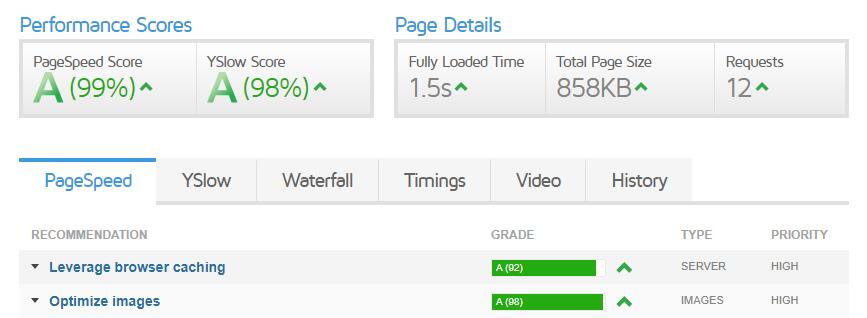 Performance Scores
Page Details
PageSpeed Score
YSlow Score
A (99%)
A (98%)
Fully Loaded Time
Total Page Size
Requests
1.5s
858KB
12
PageSpeed YSlow Waterfall Timings Video History
RECOMMENDATION GRADE TYPE PRIORITY
Leverage browser caching A (92) SERVER HIGH
Optimize images A (98) IMAGES HIGH